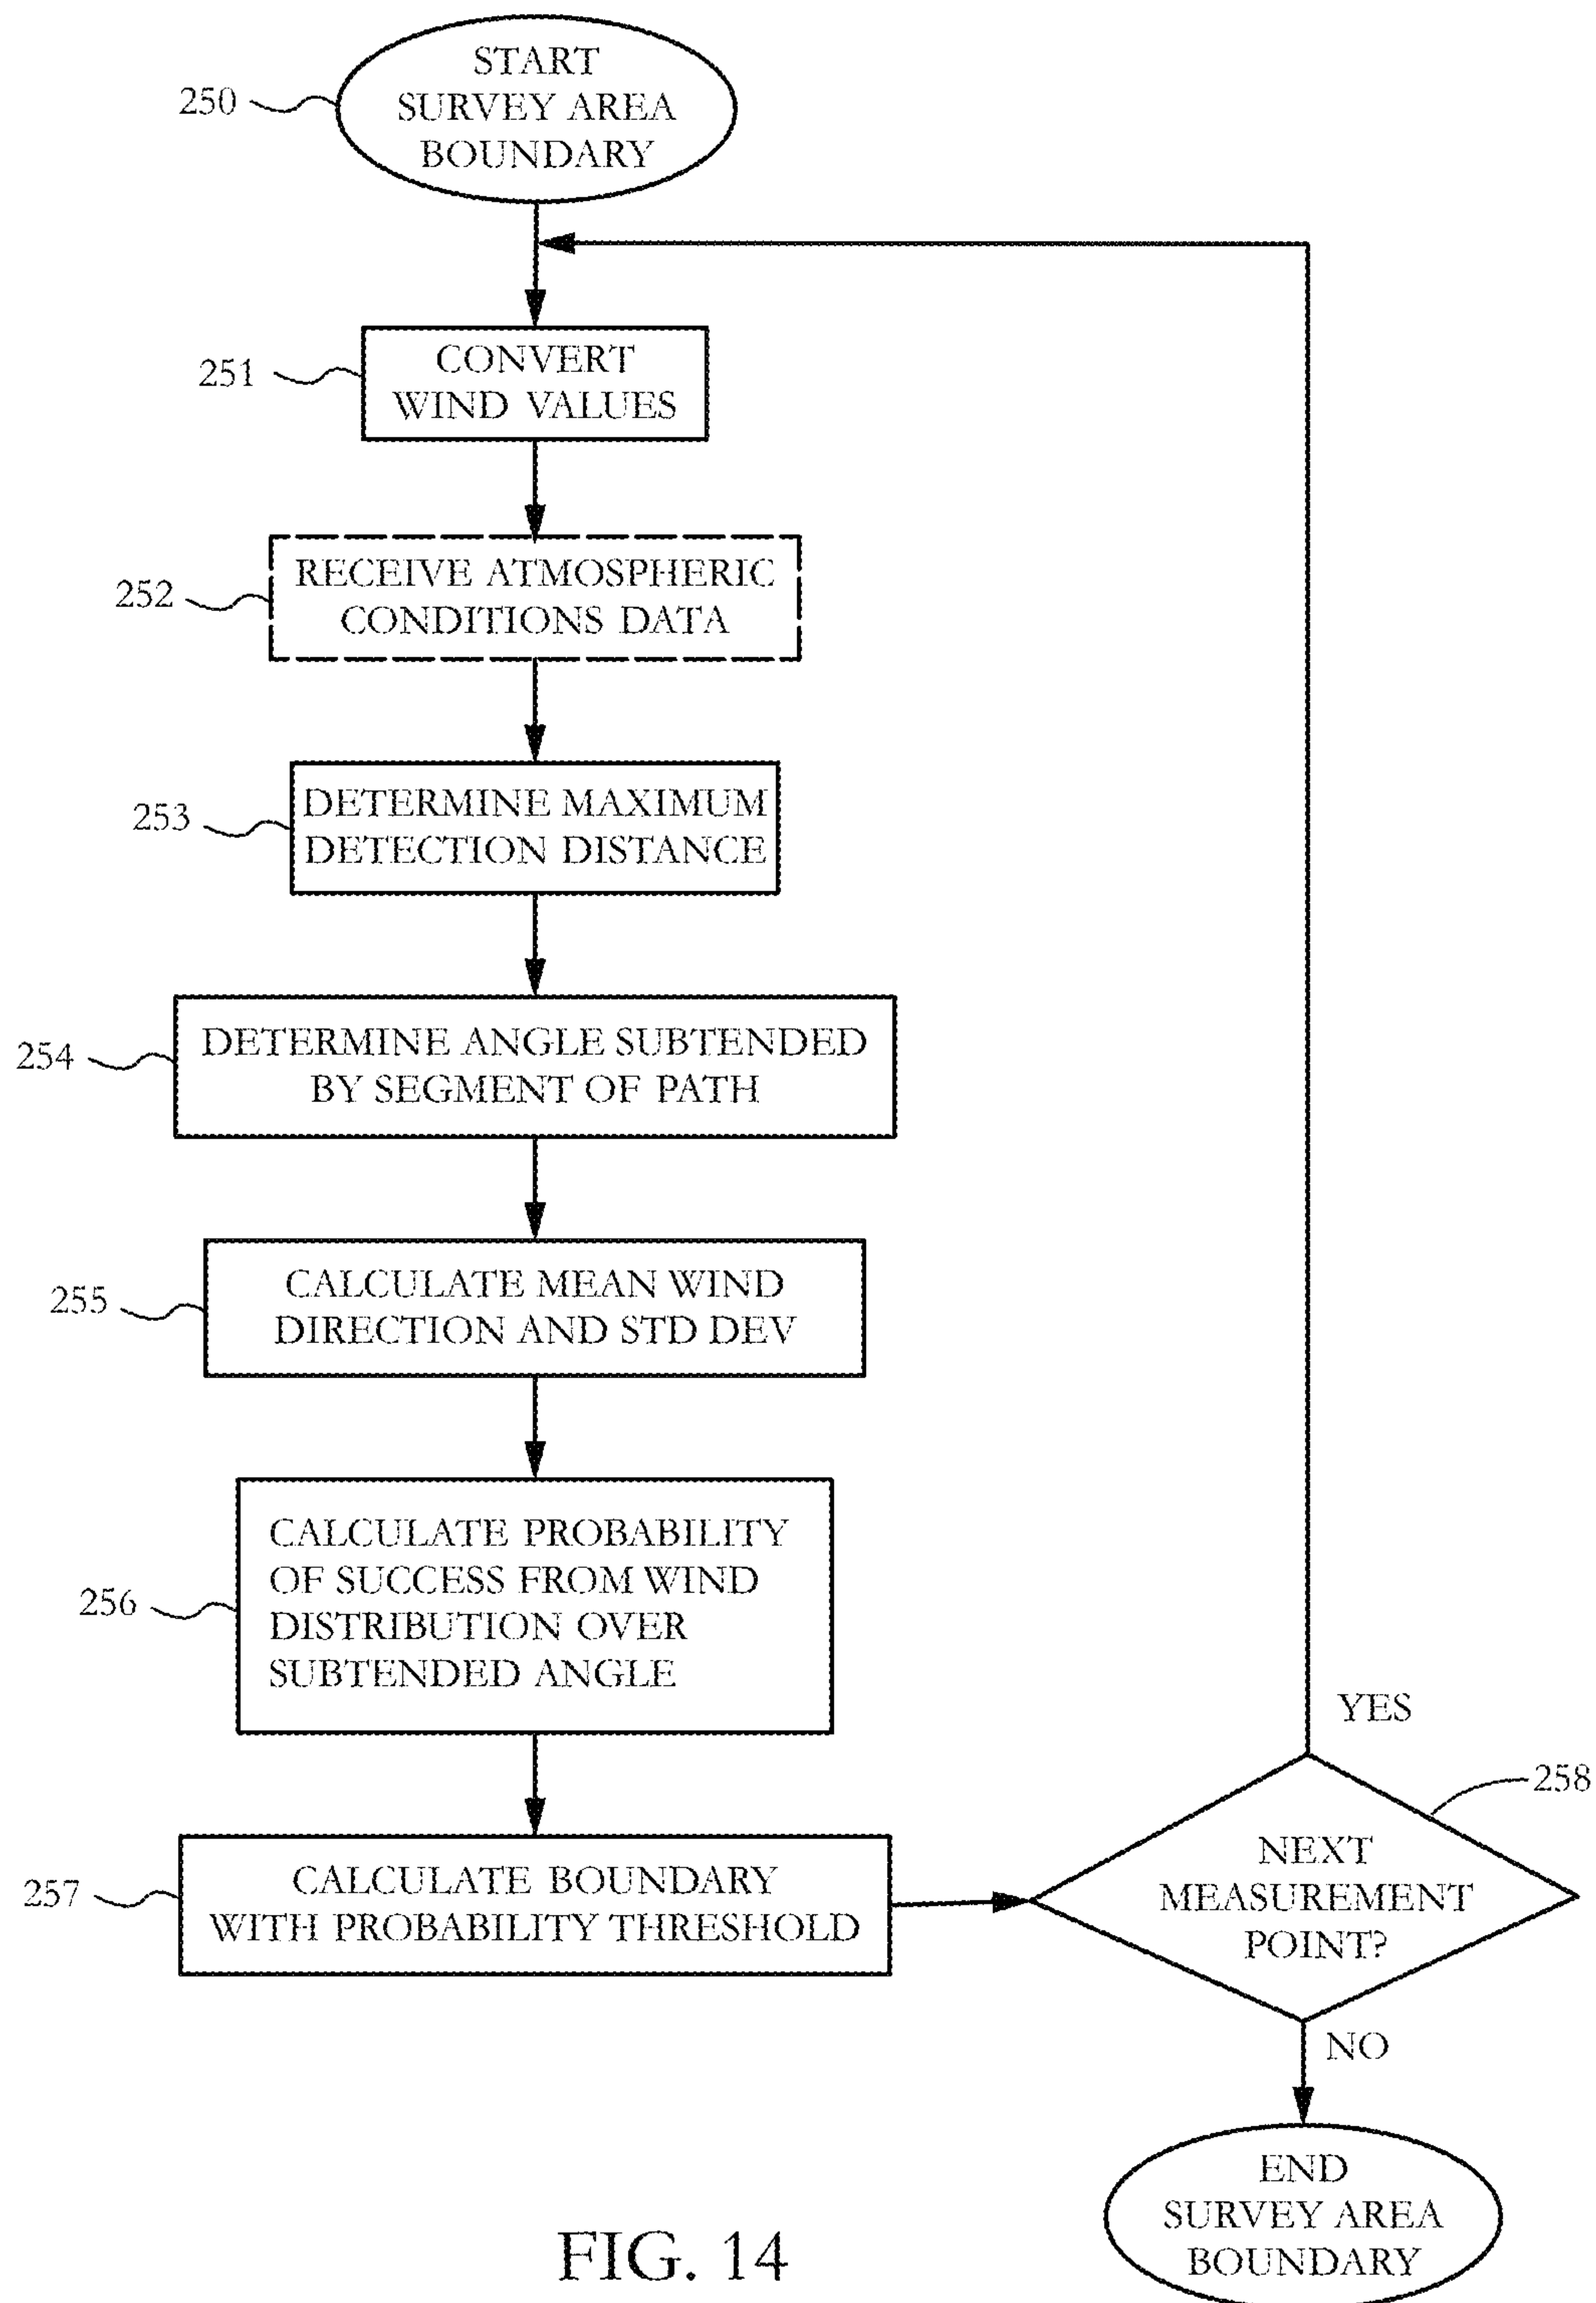 START
SURVEY AREA
BOUNDARY
250
CONVERT
WIND VALUES
251
RECEIVE ATMOSPHERIC
CONDITIONS DATA
252
DETERMINE MAXIMUM
DETECTION DISTANCE
253
DETERMINE ANGLE SUBTENDED
BY SEGMENT OF PATH
254
CALCULATE MEAN WIND
DIRECTION AND STD DEV
255
CALCULATE PROBABILITY
OF SUCCESS FROM WIND
DISTRIBUTION OVER
SUBTENDED ANGLE
256
CALCULATE BOUNDARY
WITH PROBABILITY THRESHOLD
257
YES
258
NEXT
MEASUREMENT
POINT?
NO
END
SURVEY AREA
BOUNDARY
FIG. 14